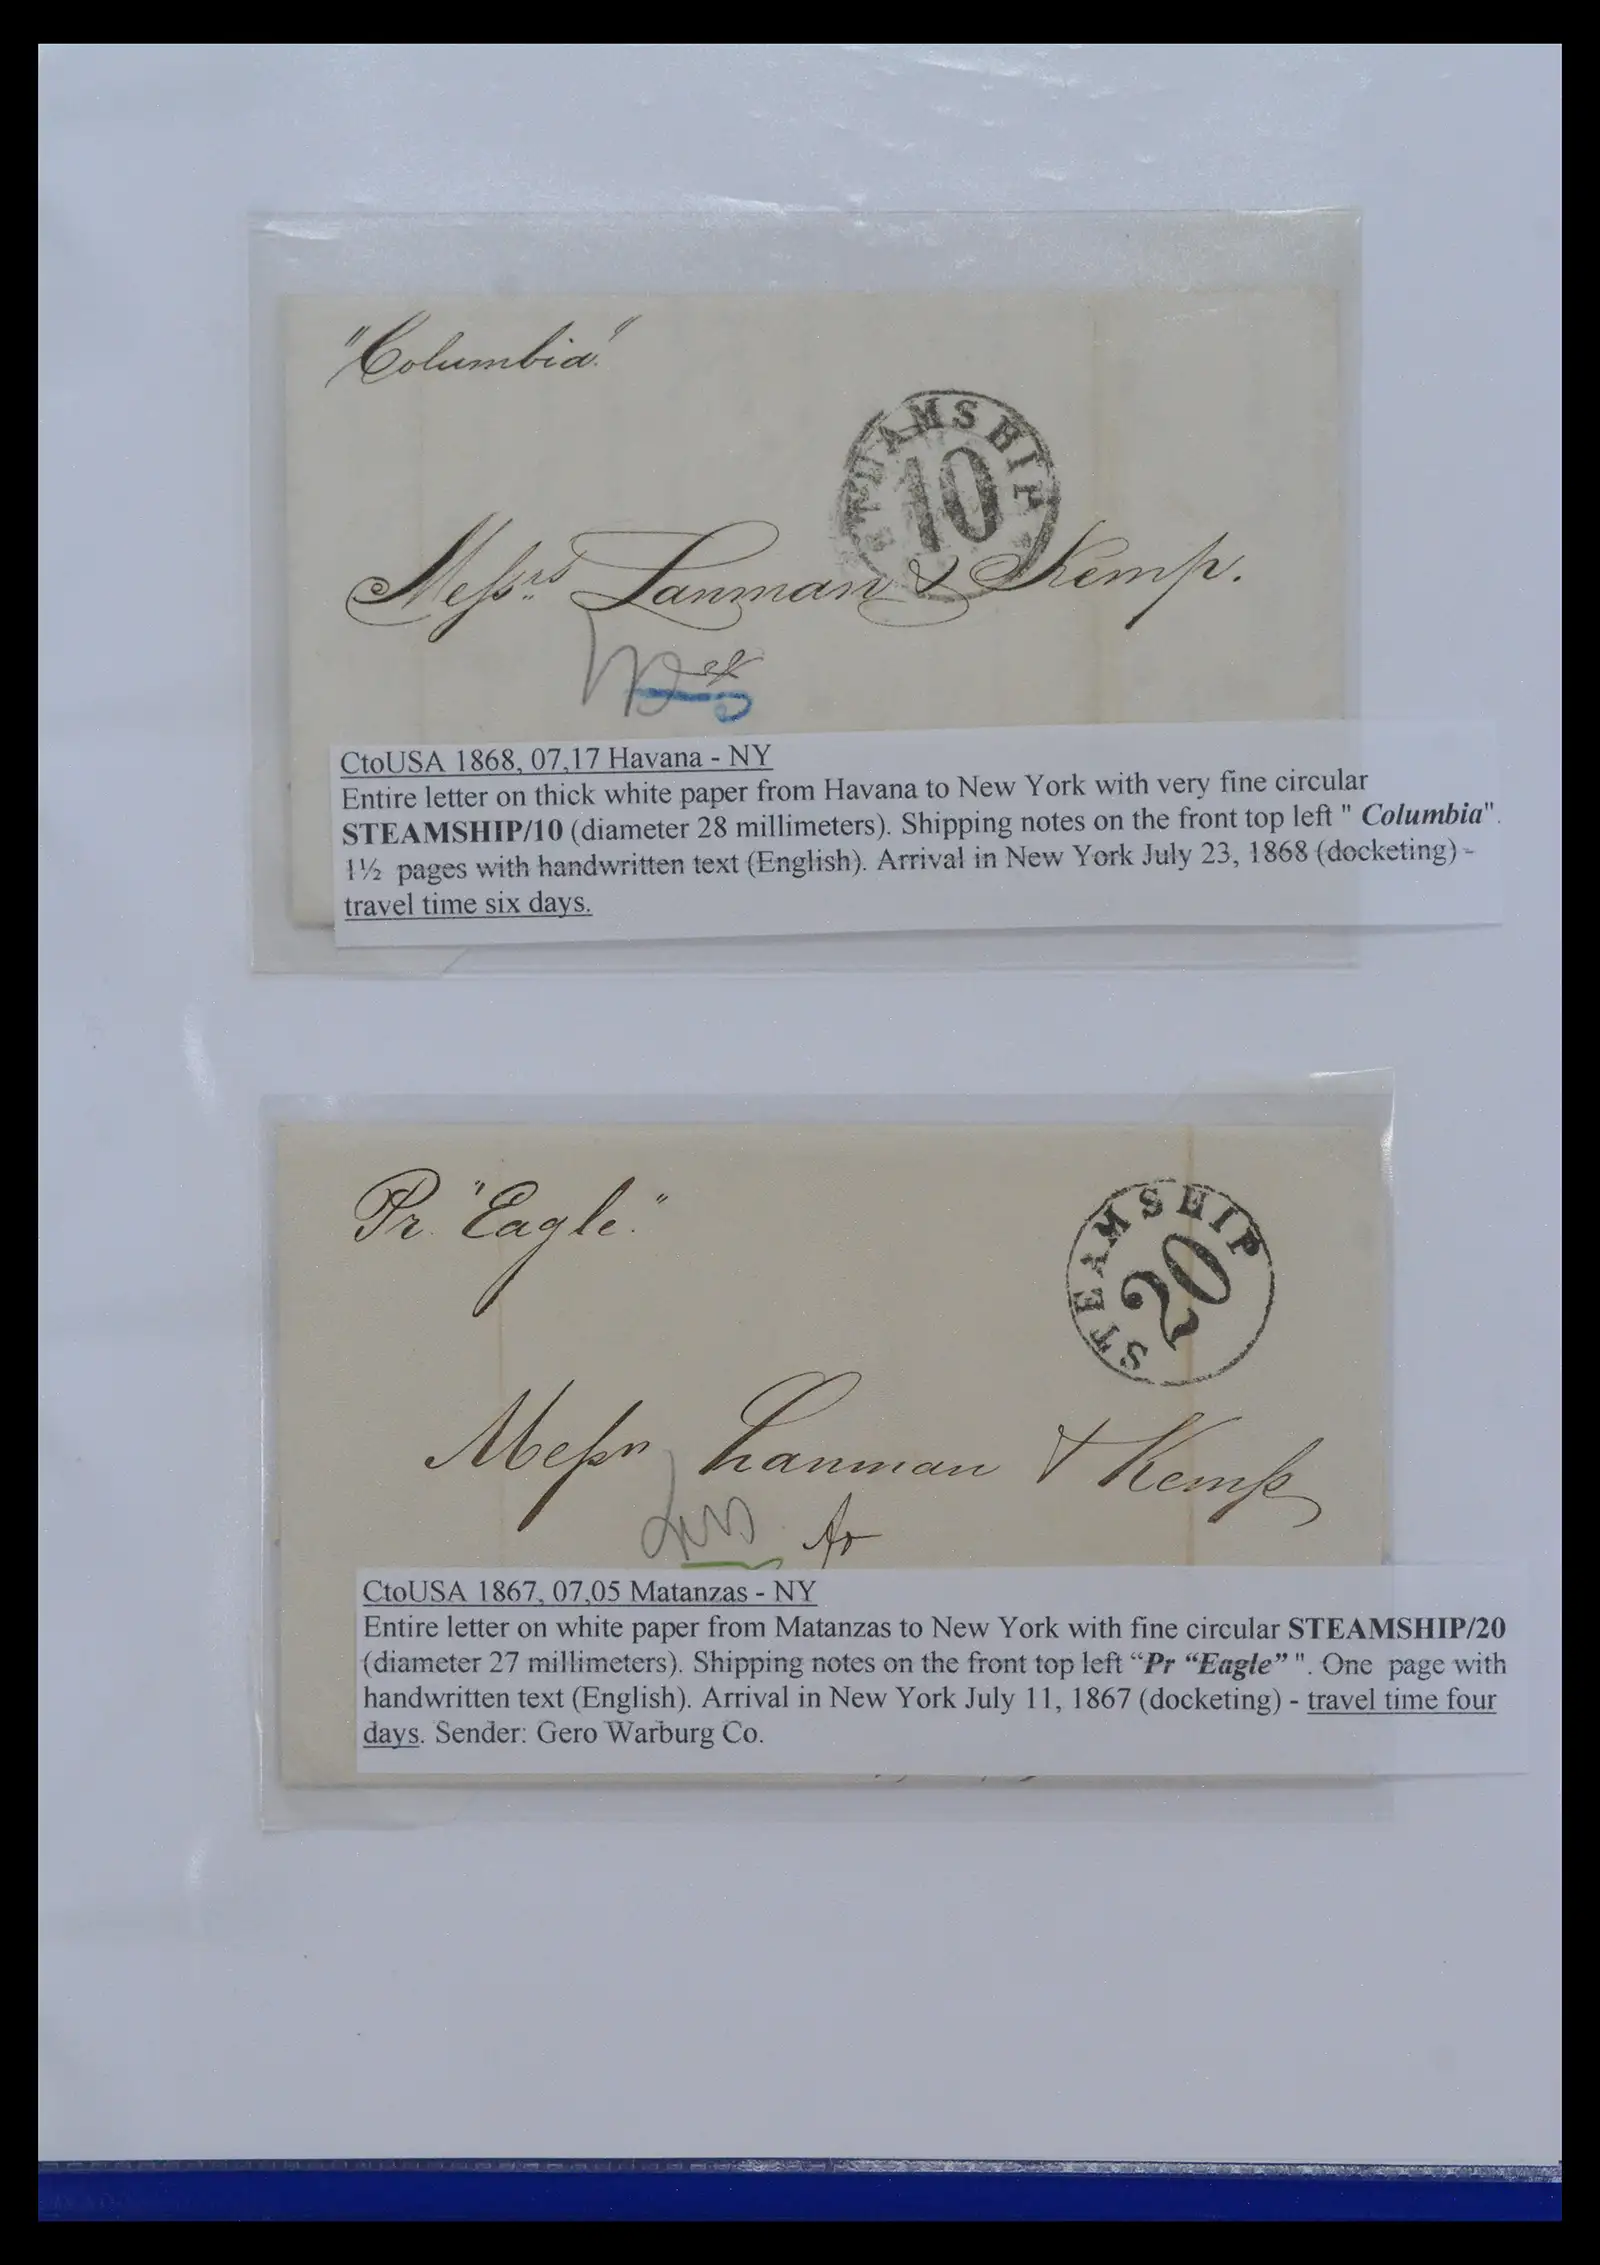 "Columbia"
STEAMSHIP
10
Messrs. Lanman & Kemp.
CtoUSA 1868, 07,17 Havana - NY
Entire letter on thick white paper from Havana to New York with very fine circular
STEAMSHIP/10 (diameter 28 millimeters). Shipping notes on the front top left " Columbia".
1½ pages with handwritten text (English). Arrival in New York July 23, 1868 (docketing) -
travel time six days.
Pr. "Eagle."
STEAMSHIP
20
Messrs Lanman & Kemp
CtoUSA 1867, 07,05 Matanzas - NY
Entire letter on white paper from Matanzas to New York with fine circular STEAMSHIP/20
(diameter 27 millimeters). Shipping notes on the front top left “Pr “Eagle” ". One page with
handwritten text (English). Arrival in New York July 11, 1867 (docketing) - travel time four
days. Sender: Gero Warburg Co.